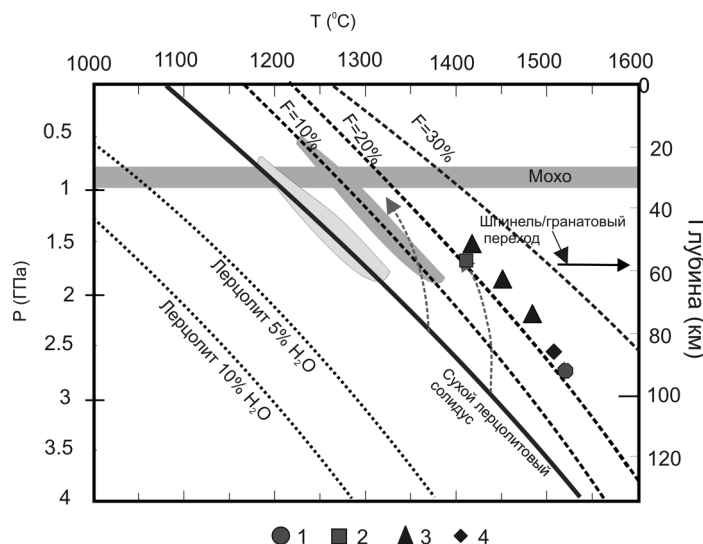 T (⁰C)
1000 1100 1200 1300 1400 1500 1600
P (ГПа)
0.5
1
1.5
2
2.5
3
3.5
4
0
20
40
60
80
100
120
Глубина (км)
F=10%
F=20%
F=30%
Мохо
Шпинель/гранатовый
переход
Лерцолит 5% H₂O
Лерцолит 10% H₂O
Сухой лерцолитовый
солидус
1 2 3 4